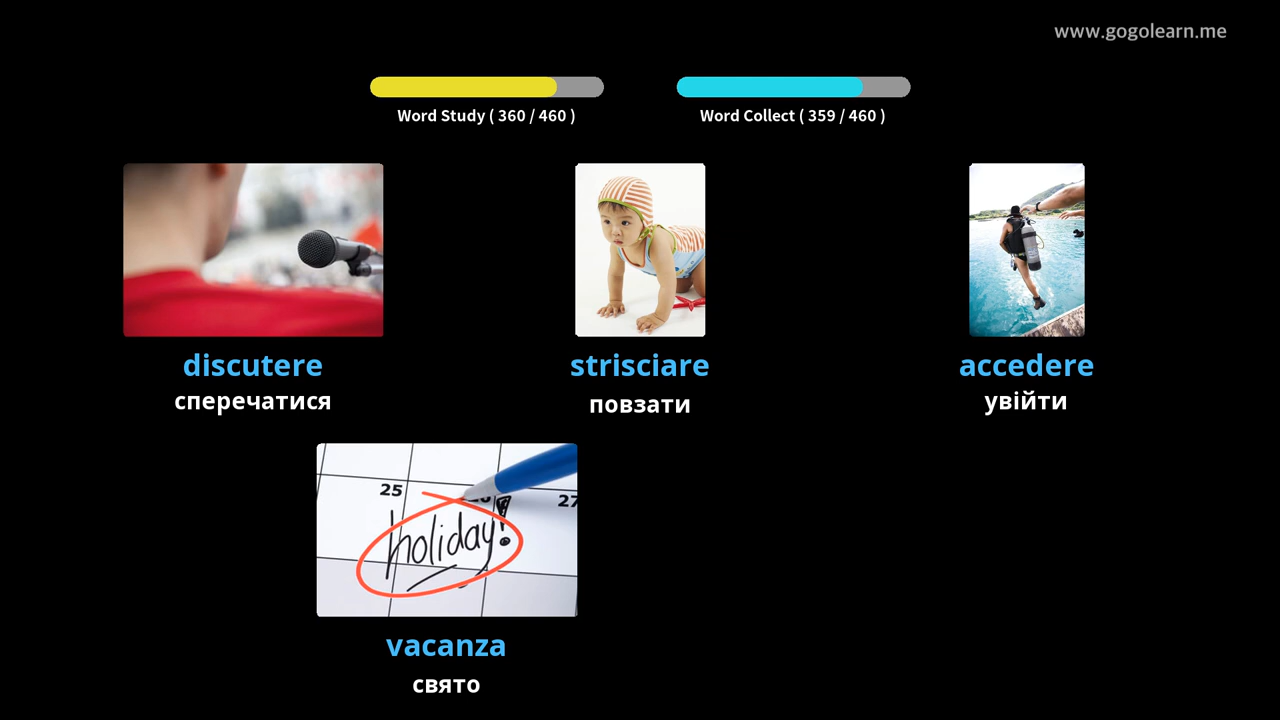 www.gogolearn.me
Word Study ( 360 / 460 )
Word Collect ( 359 / 460 )
discutere
сперечатися
strisciare
повзати
accedere
увійти
25
27
holiday!
vacanza
свято